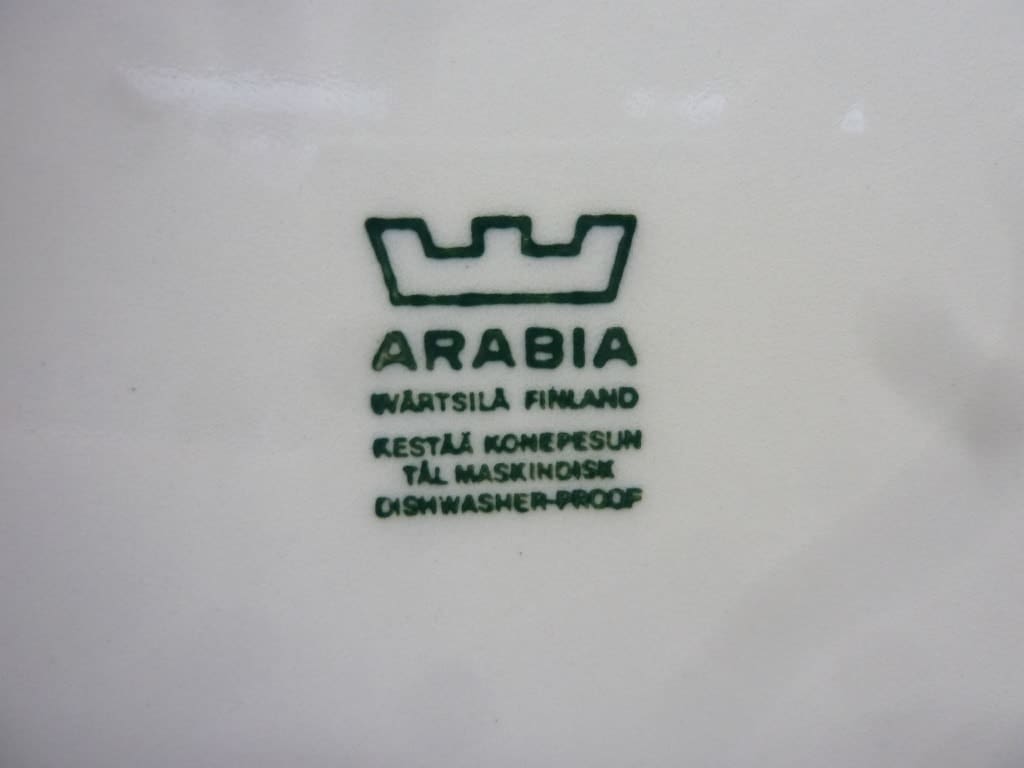 ARABIA
WÄRTSILÄ FINLAND
KESTÄÄ KONEPESUN
TÅL MASKINDISK
DISHWASHER-PROOF